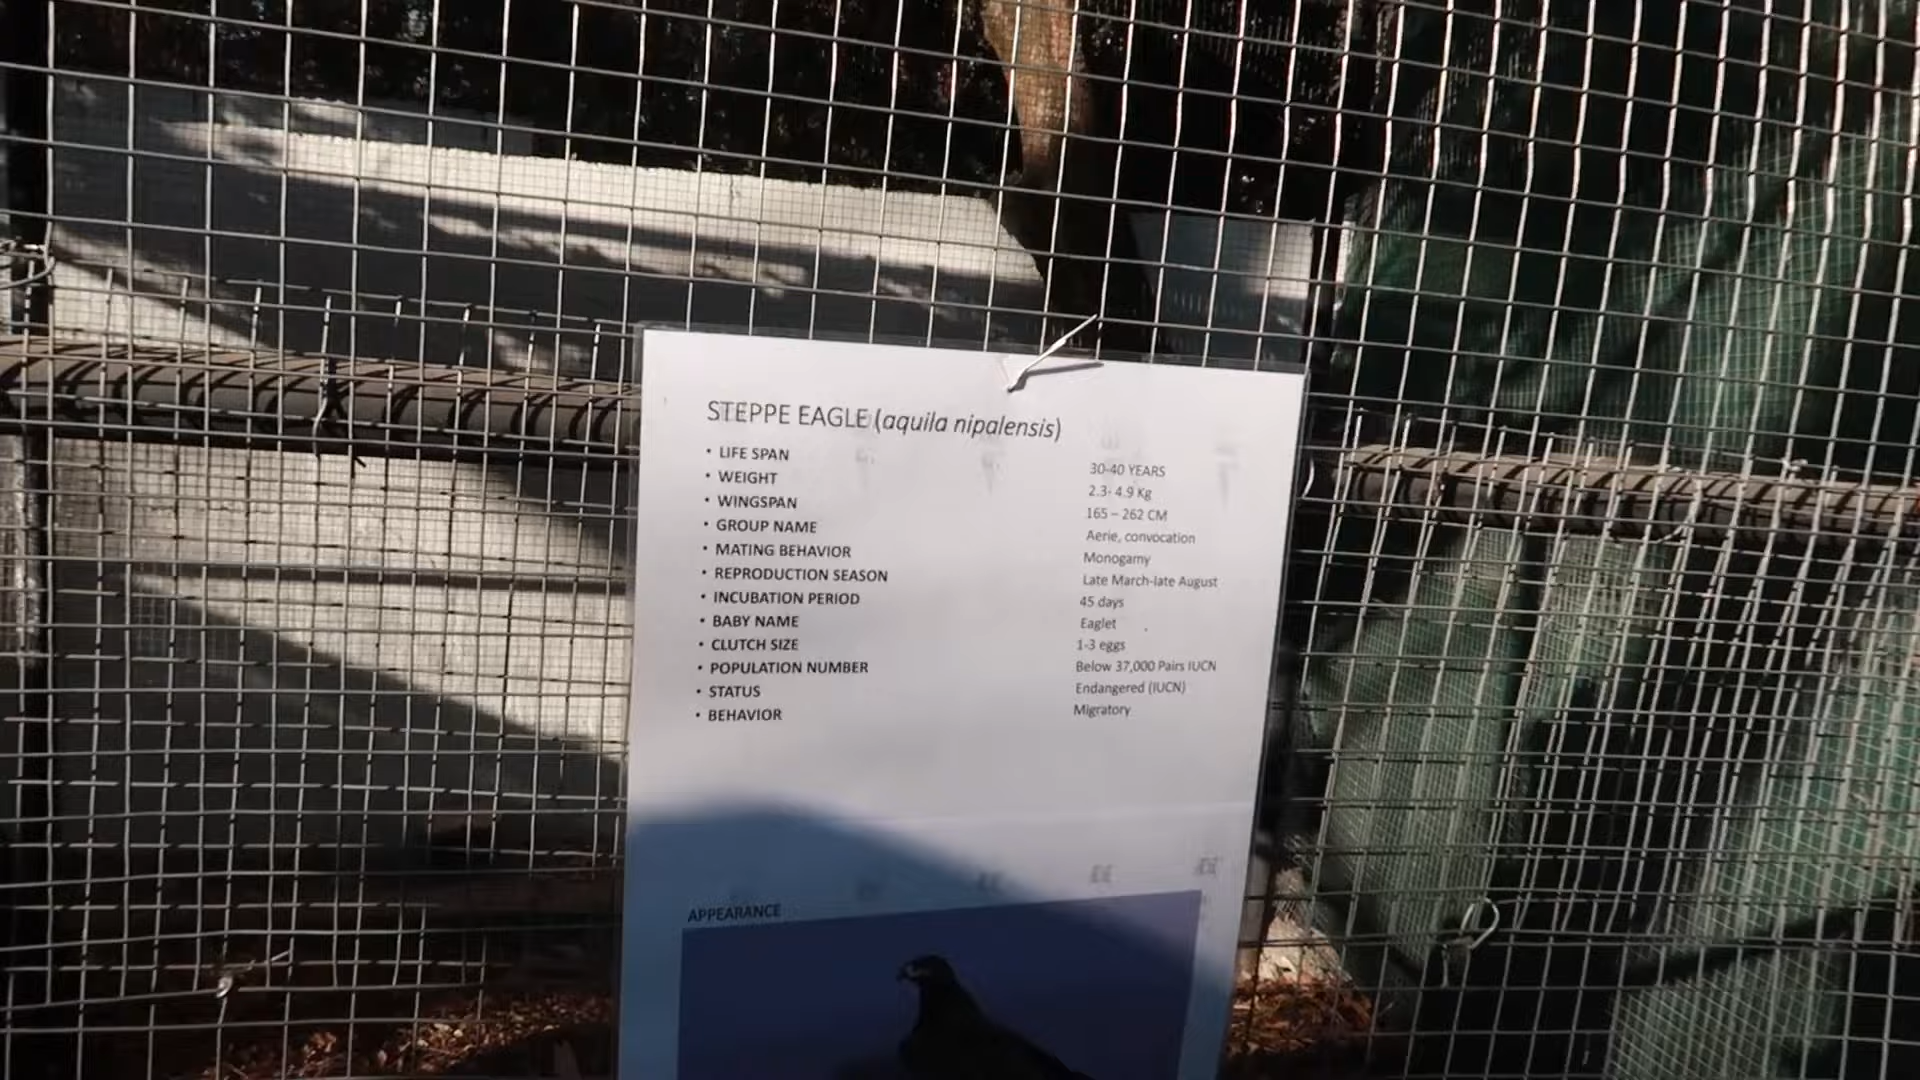 STEPPE EAGLE (aquila nipalensis)
• LIFE SPAN 30-40 YEARS
• WEIGHT 2.3- 4.9 Kg
• WINGSPAN 165 – 262 CM
• GROUP NAME Aerie, convocation
• MATING BEHAVIOR Monogamy
• REPRODUCTION SEASON Late March-late August
• INCUBATION PERIOD 45 days
• BABY NAME Eaglet
• CLUTCH SIZE 1-3 eggs
• POPULATION NUMBER Below 37,000 Pairs IUCN
• STATUS Endangered (IUCN)
• BEHAVIOR Migratory
APPEARANCE